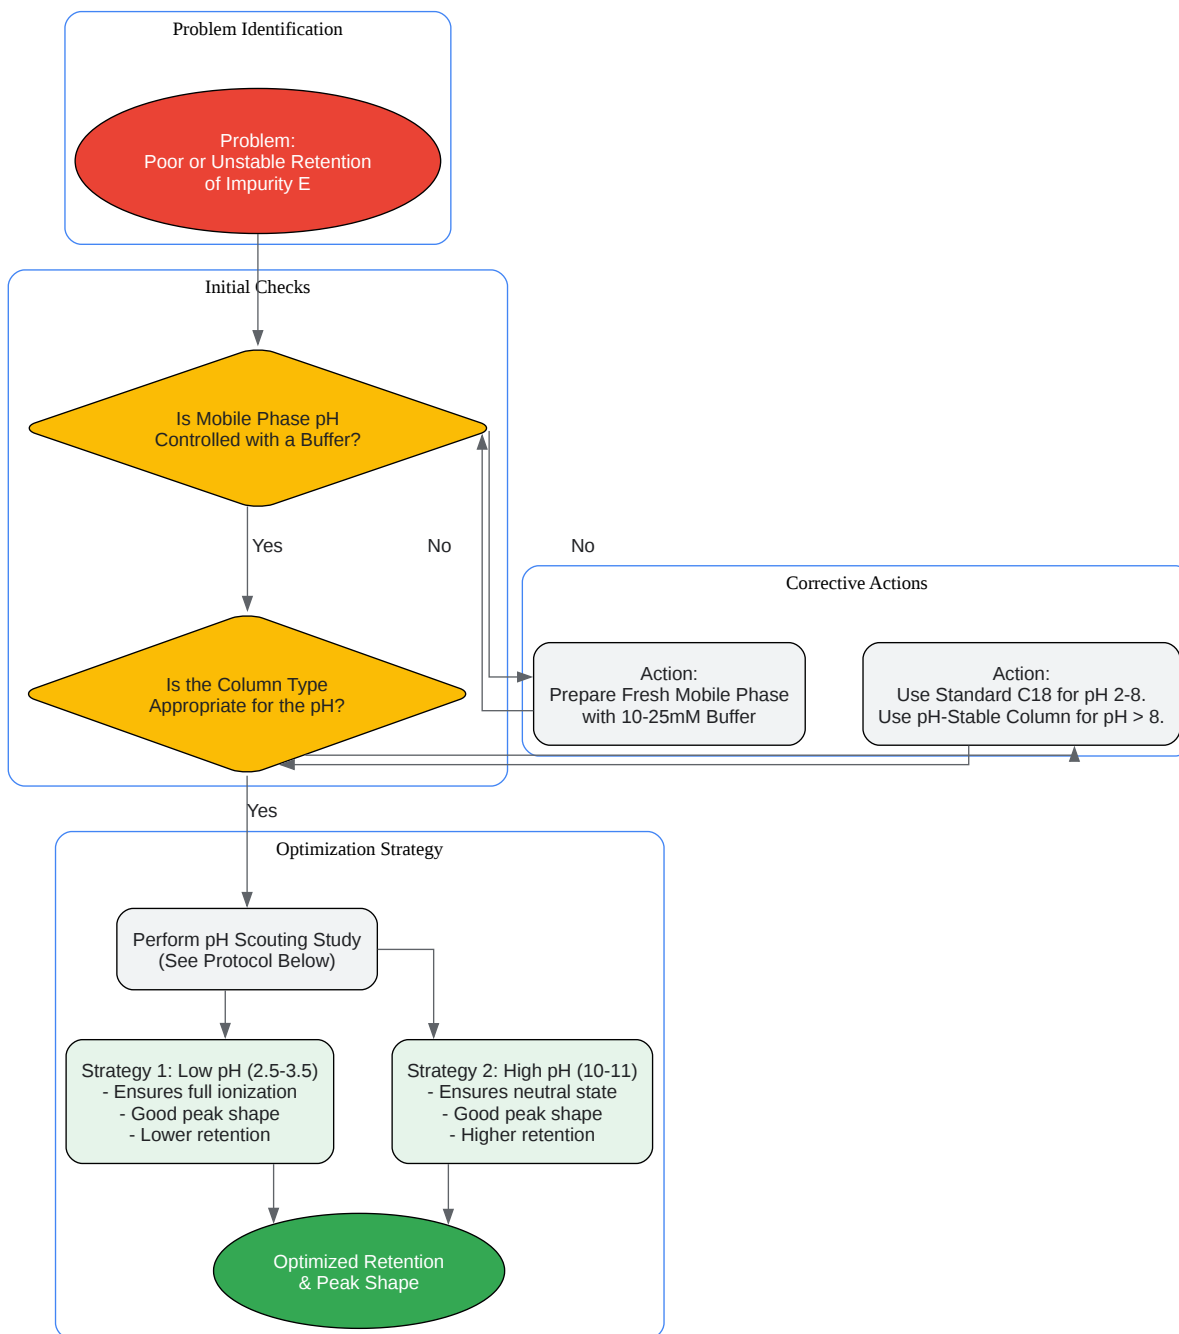 Problem Identification
Problem:
Poor or Unstable Retention
of Impurity E
Initial Checks
Is Mobile Phase pH
Controlled with a Buffer?
Yes
No
No
Corrective Actions
Is the Column Type
Appropriate for the pH?
Action:
Prepare Fresh Mobile Phase
with 10-25mM Buffer
Action:
Use Standard C18 for pH 2-8.
Use pH-Stable Column for pH > 8.
Yes
Optimization Strategy
Perform pH Scouting Study
(See Protocol Below)
Strategy 1: Low pH (2.5-3.5)
- Ensures full ionization
- Good peak shape
- Lower retention
Strategy 2: High pH (10-11)
- Ensures neutral state
- Good peak shape
- Higher retention
Optimized Retention
& Peak Shape